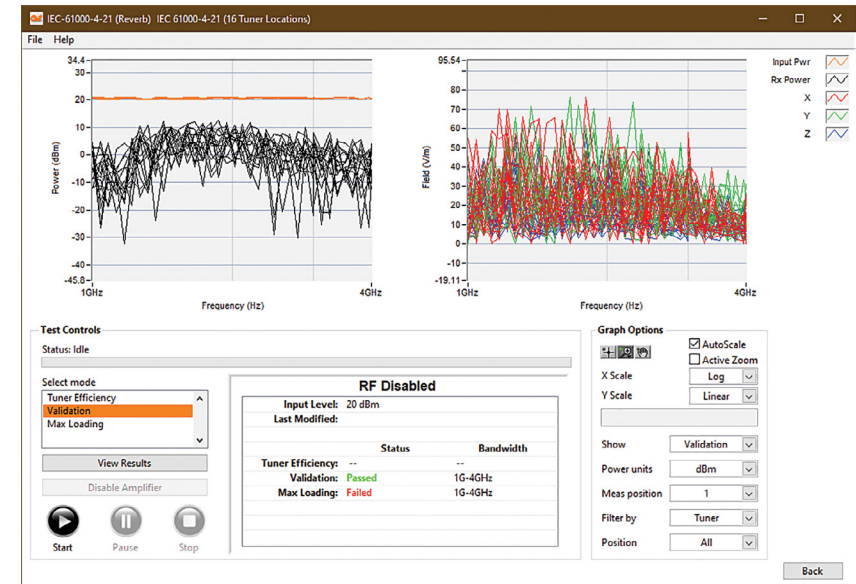 IEC-61000-4-21 (Reverb) IEC 61000-4-21 (16 Tuner Locations)
File Help
34.4
30
20
10
0
-10
-20
-30
-40
-45.8
Power (dBm)
1GHz
4GHz
Frequency (Hz)
95.54
80
70
60
50
40
30
20
10
0
-10
-19.11
Field (V/m)
1GHz
4GHz
Frequency (Hz)
Input Pwr
Rx Power
X
Y
Z
Test Controls
Status: Idle
Select mode
Tuner Efficiency
Validation
Max Loading
View Results
Disable Amplifier
Start Pause Stop
RF Disabled
Input Level: 20 dBm
Last Modified:
Status Bandwidth
Tuner Efficiency: -- --
Validation: Passed 1G-4GHz
Max Loading: Failed 1G-4GHz
Graph Options
AutoScale
Active Zoom
X Scale Log
Y Scale Linear
Show Validation
Power units dBm
Meas position 1
Filter by Tuner
Position All
Back